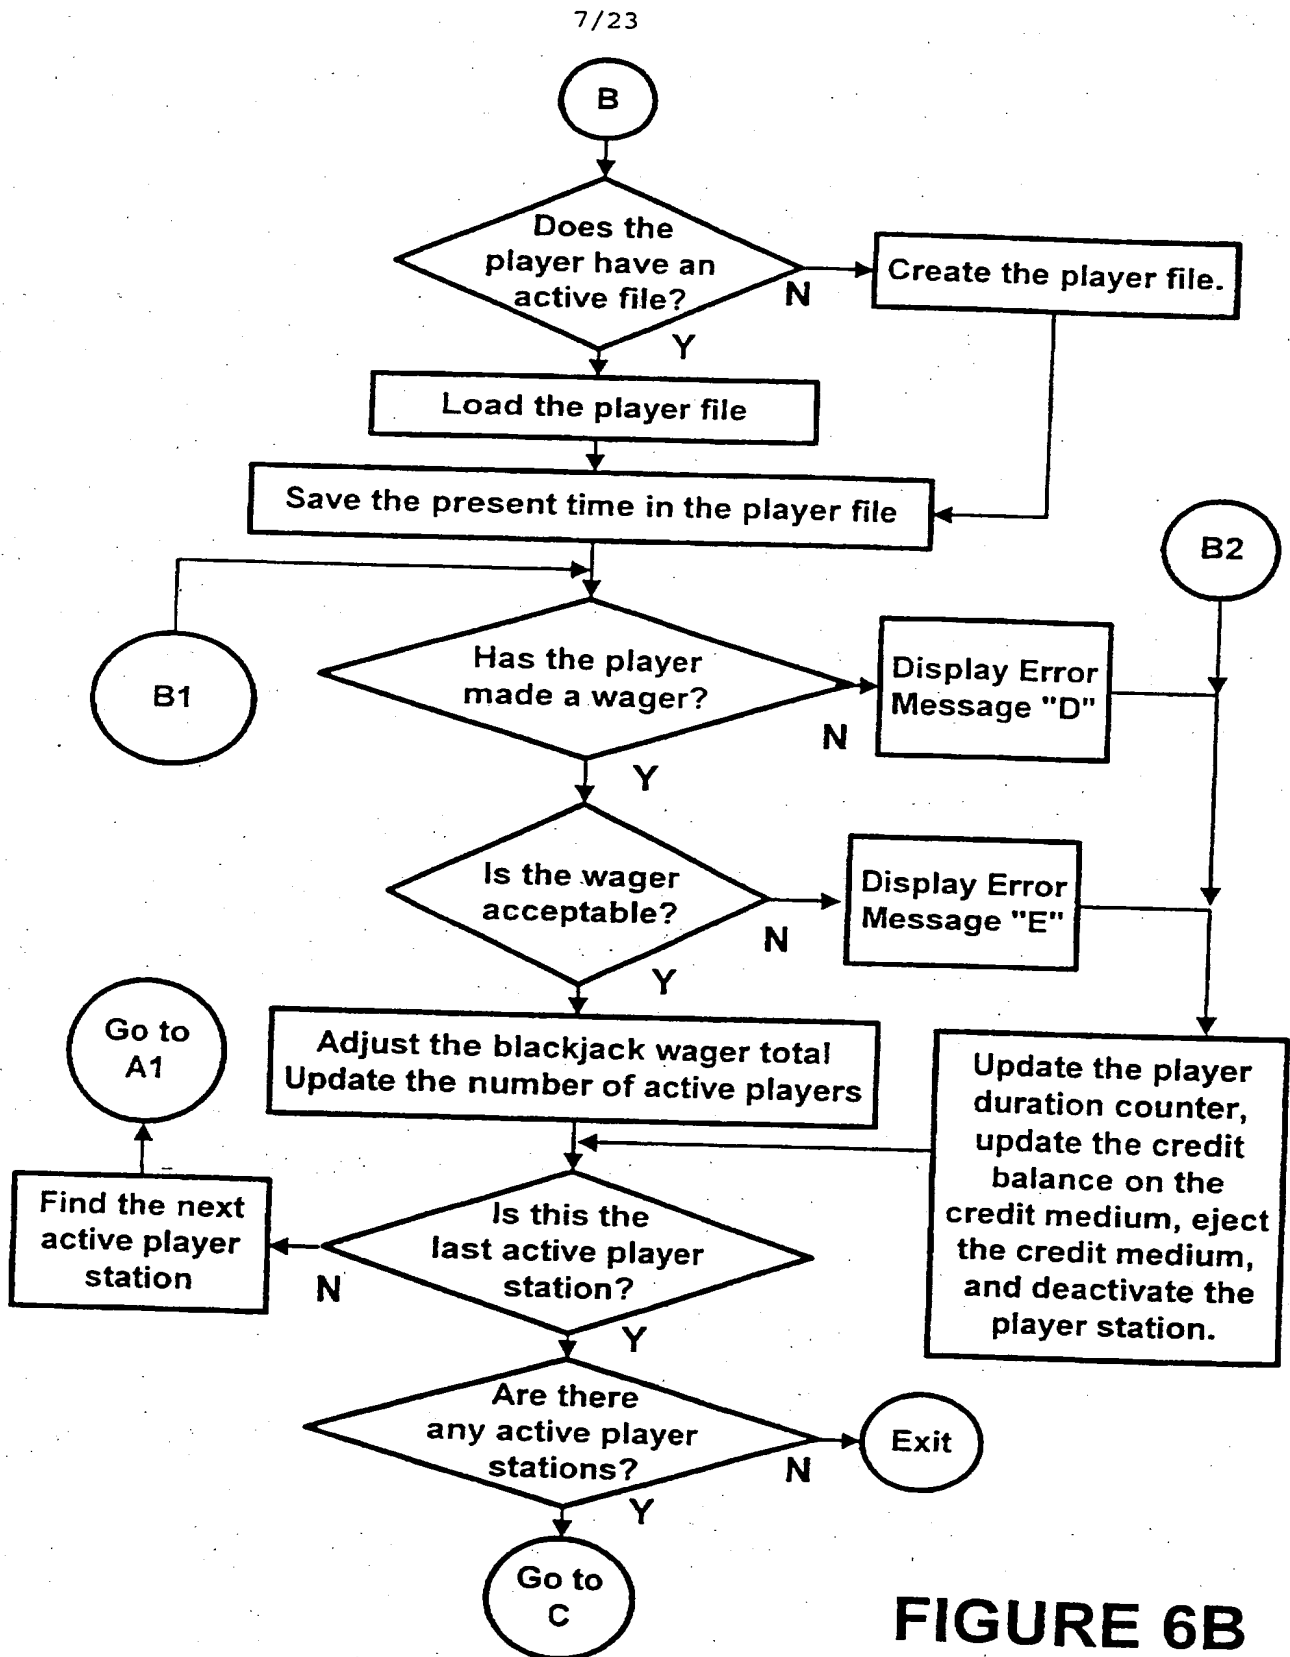 7/23
B
Does the
player have an
active file?
N
Create the player file.
Y
Load the player file
Save the present time in the player file
B2
B1
Has the player
made a wager?
N
Display Error
Message "D"
Y
Is the wager
acceptable?
N
Display Error
Message "E"
Y
Go to
A1
Adjust the blackjack wager total
Update the number of active players
Update the player
duration counter,
update the credit
balance on the
credit medium, eject
the credit medium,
and deactivate the
player station.
Find the next
active player
station
Is this the
last active player
station?
N
Y
Are there
any active player
stations?
N
Exit
Y
Go to
C
FIGURE 6B